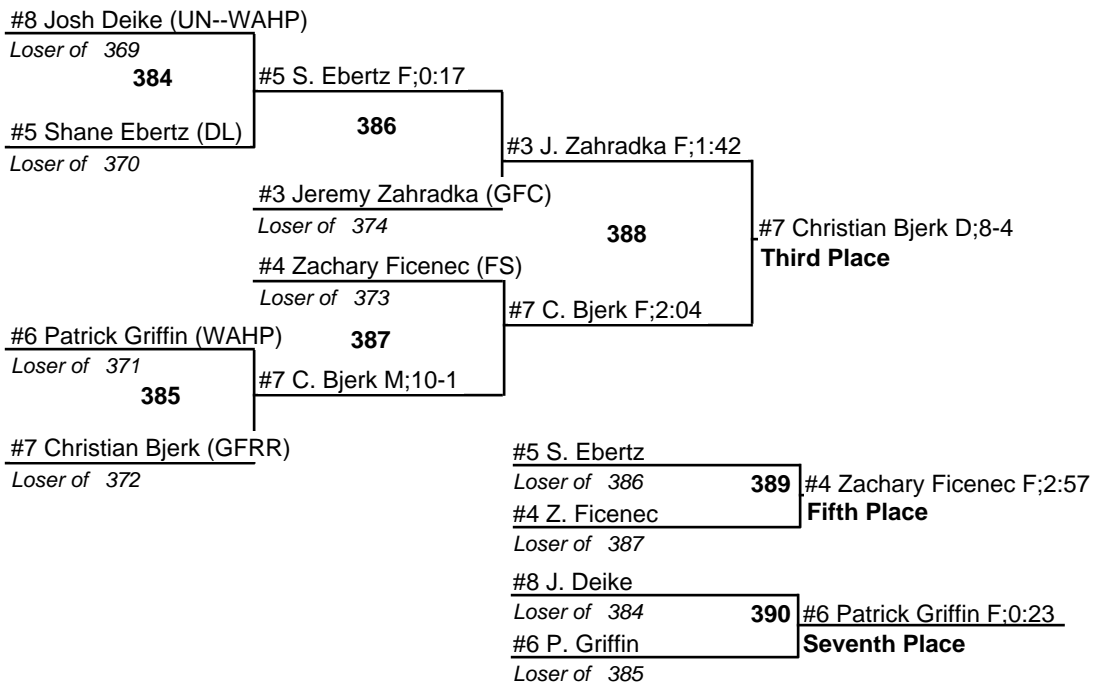 #8 Josh Deike (UN--WAHP)
Loser of 369
384
#5 S. Ebertz F;0:17
#5 Shane Ebertz (DL)
Loser of 370
386
#3 J. Zahradka F;1:42
#3 Jeremy Zahradka (GFC)
Loser of 374
388
#7 Christian Bjerk D;8-4
Third Place
#4 Zachary Ficenec (FS)
Loser of 373
#7 C. Bjerk F;2:04
387
#6 Patrick Griffin (WAHP)
Loser of 371
385
#7 C. Bjerk M;10-1
#7 Christian Bjerk (GFRR)
Loser of 372
#5 S. Ebertz
Loser of 386
389
#4 Zachary Ficenec F;2:57
Fifth Place
#4 Z. Ficenec
Loser of 387
#8 J. Deike
Loser of 384
390
#6 Patrick Griffin F;0:23
Seventh Place
#6 P. Griffin
Loser of 385